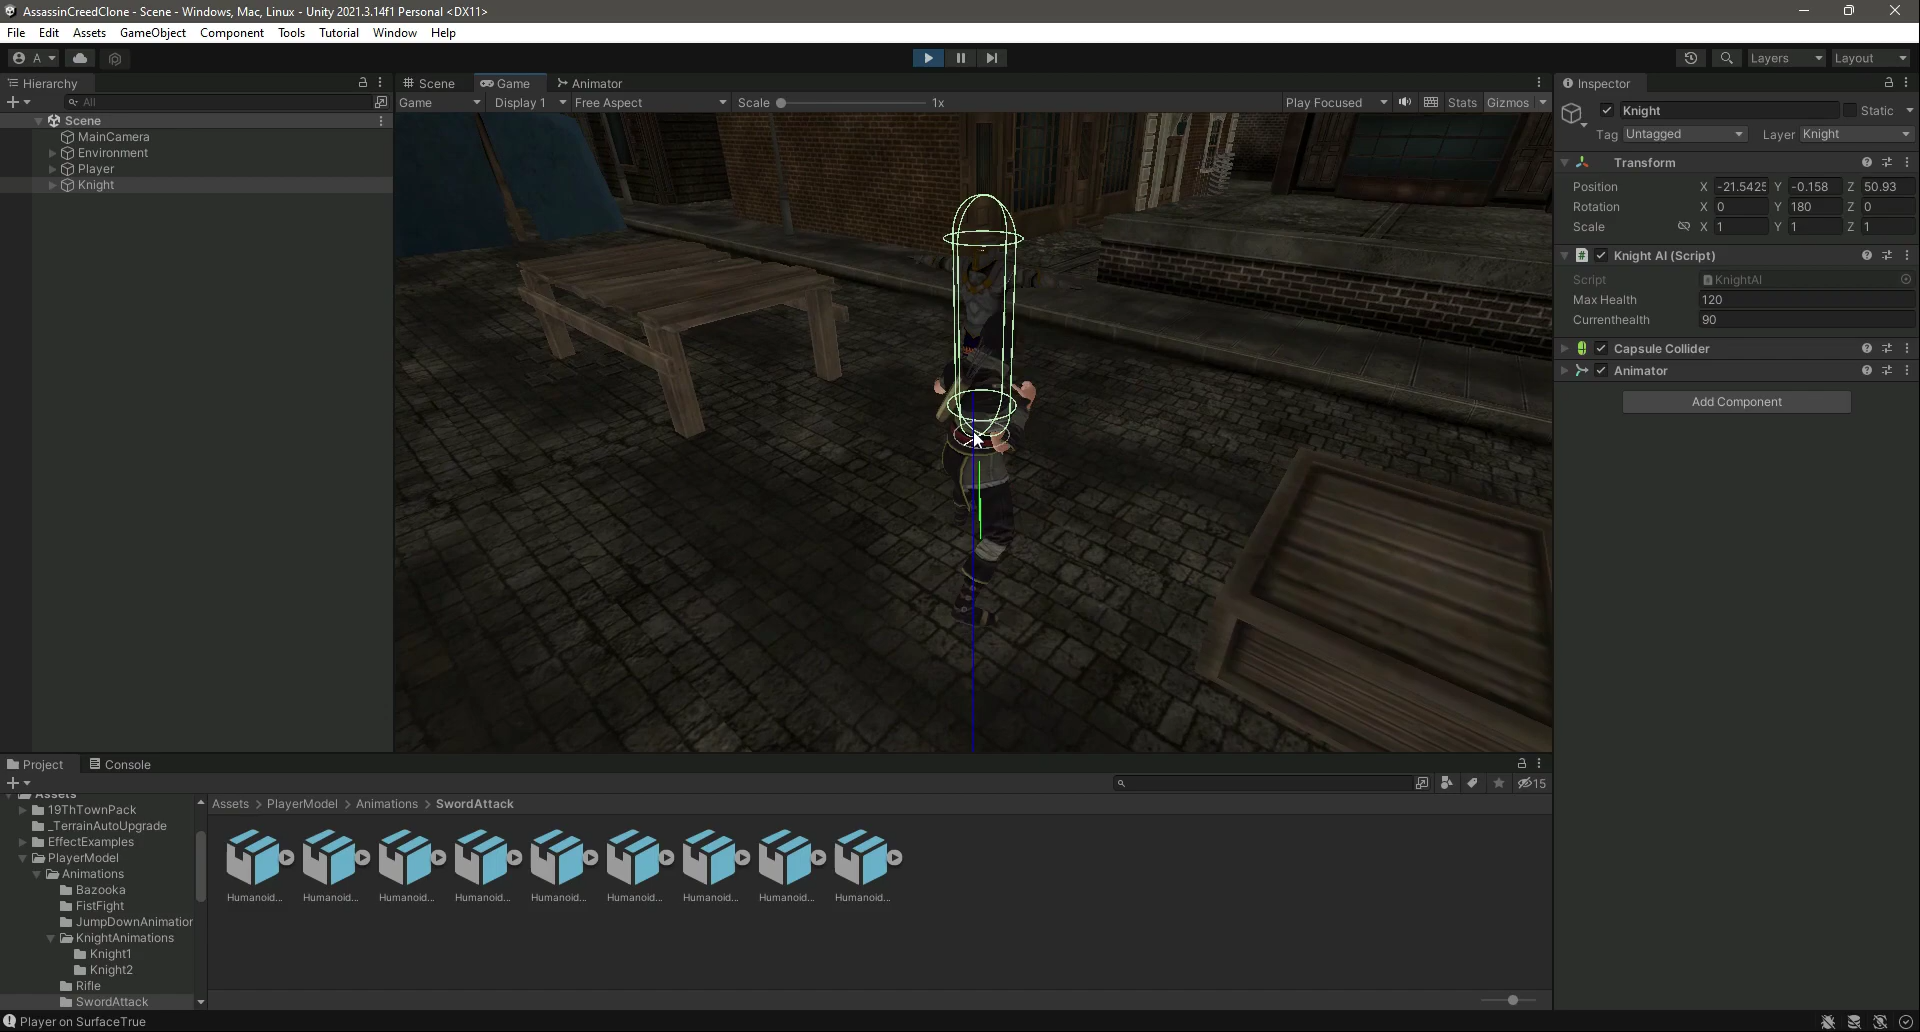 AssassinCreedClone - Scene - Windows, Mac, Linux - Unity 2021.3.14f1 Personal <DX11>
File Edit Assets GameObject Component Tools Tutorial Window Help
A Layers Layout
Hierarchy
All
Scene
MainCamera
Environment
Player
Knight
Scene Game Animator
Game Display 1 Free Aspect Scale 1x Play Focused Stats Gizmos
Inspector
Knight Static
Tag Untagged Layer Knight
Transform
Position X -21.5425 Y -0.158 Z 50.93
Rotation X 0 Y 180 Z 0
Scale X 1 Y 1 Z 1
Knight AI (Script)
Script KnightAI
Max Health 120
Currenthealth 90
Capsule Collider
Animator
Add Component
Project Console
15
Assets
19ThTownPack
_TerrainAutoUpgrade
EffectExamples
PlayerModel
Animations
Bazooka
FistFight
JumpDownAnimation
KnightAnimations
Knight1
Knight2
Rifle
SwordAttack
Assets > PlayerModel > Animations > SwordAttack
Humanoid... Humanoid... Humanoid... Humanoid... Humanoid... Humanoid... Humanoid... Humanoid... Humanoid...
Player on SurfaceTrue